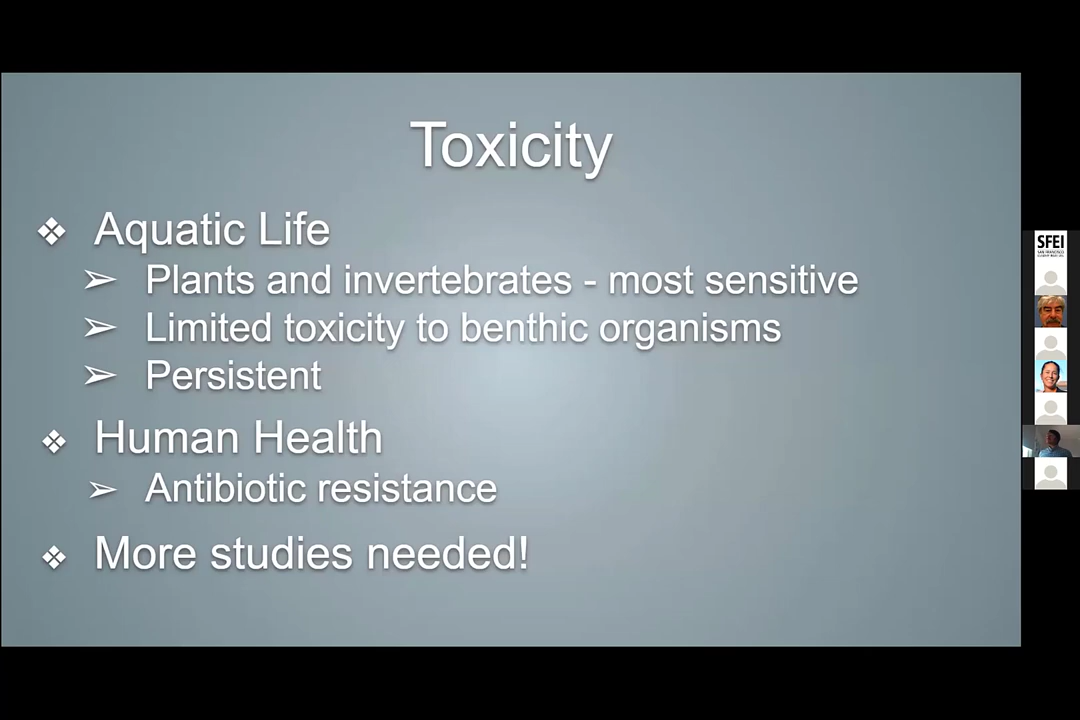 Toxicity
❖ Aquatic Life
➢ Plants and invertebrates - most sensitive
➢ Limited toxicity to benthic organisms
➢ Persistent
❖ Human Health
➢ Antibiotic resistance
❖ More studies needed!
SFEI